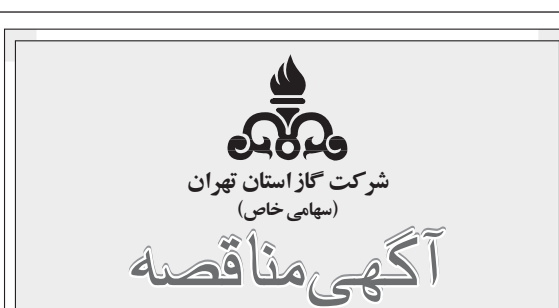 شرکت گاز استان تهران
(سهامی خاص)
آگهی مناقصه